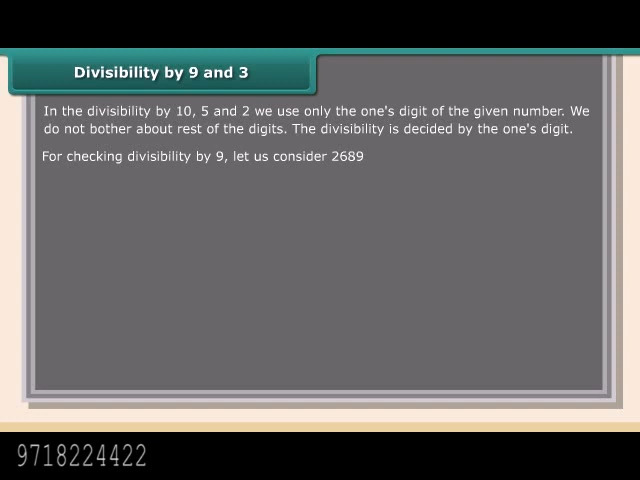 Divisibility by 9 and 3
In the divisibility by 10, 5 and 2 we use only the one's digit of the given number. We
do not bother about rest of the digits. The divisibility is decided by the one's digit.
For checking divisibility by 9, let us consider 2689
9718224422